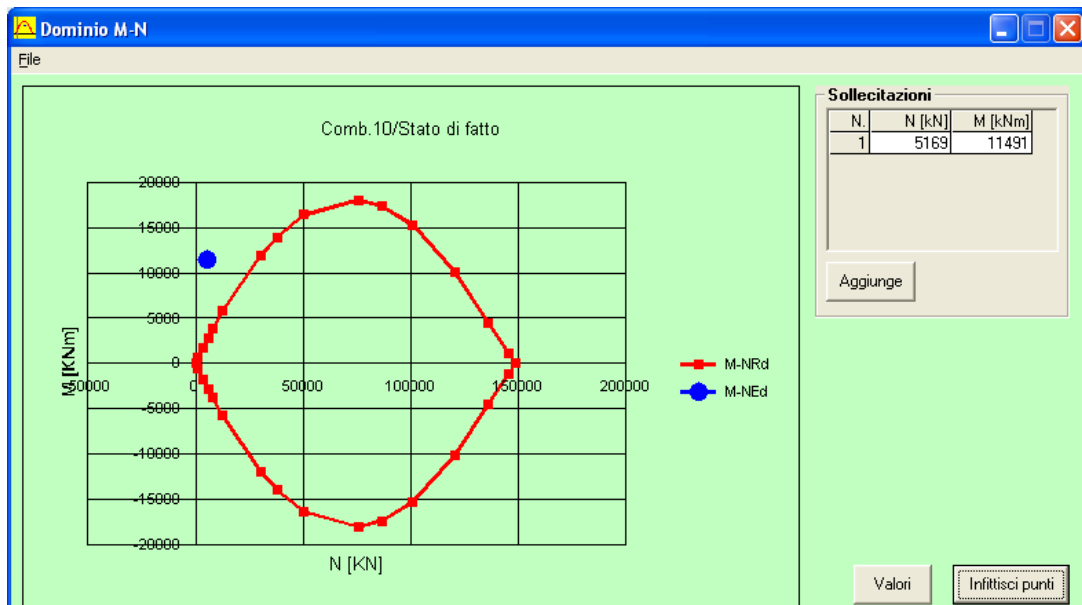 Dominio M-N
File
Comb.10/Stato di fatto
20000
15000
10000
5000
0
-5000
-10000
-15000
-20000
M [KNm]
-50000 0 50000 100000 150000 200000
N [KN]
M-NRd
M-NEd
Sollecitazioni
N. N [kN] M [kNm]
1 5169 11491
Aggiunge
Valori
Infittisci punti